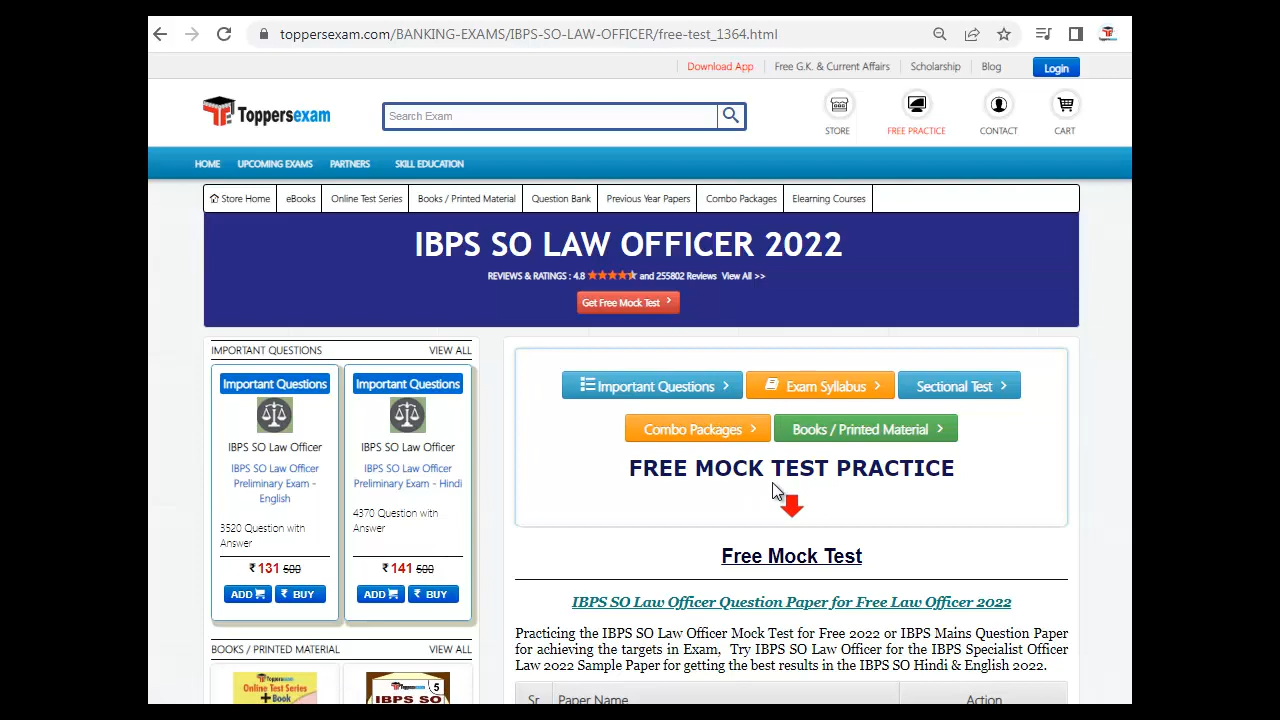 toppersexam.com/BANKING-EXAMS/IBPS-SO-LAW-OFFICER/free-test_1364.html
Download App Free G.K. & Current Affairs Scholarship Blog Login
Toppersexam
Search Exam
STORE FREE PRACTICE CONTACT CART
HOME UPCOMING EXAMS PARTNERS SKILL EDUCATION
Store Home eBooks Online Test Series Books / Printed Material Question Bank Previous Year Papers Combo Packages Elearning Courses
IBPS SO LAW OFFICER 2022
REVIEWS & RATINGS : 4.8 and 255802 Reviews View All >>
Get Free Mock Test
IMPORTANT QUESTIONS VIEW ALL
Important Questions
IBPS SO Law Officer
IBPS SO Law Officer
Preliminary Exam -
English
3520 Question with
Answer
₹ 131 500
ADD ₹ BUY
Important Questions
IBPS SO Law Officer
IBPS SO Law Officer
Preliminary Exam - Hindi
4370 Question with
Answer
₹ 141 500
ADD ₹ BUY
BOOKS / PRINTED MATERIAL VIEW ALL
Toppersexam
Online Test Series
+Book
Toppersexam 5
IBPS SO
Important Questions Exam Syllabus Sectional Test
Combo Packages Books / Printed Material
FREE MOCK TEST PRACTICE
Free Mock Test
IBPS SO Law Officer Question Paper for Free Law Officer 2022
Practicing the IBPS SO Law Officer Mock Test for Free 2022 or IBPS Mains Question Paper
for achieving the targets in Exam, Try IBPS SO Law Officer for the IBPS Specialist Officer
Law 2022 Sample Paper for getting the best results in the IBPS SO Hindi & English 2022.
Sr Paper Name Action